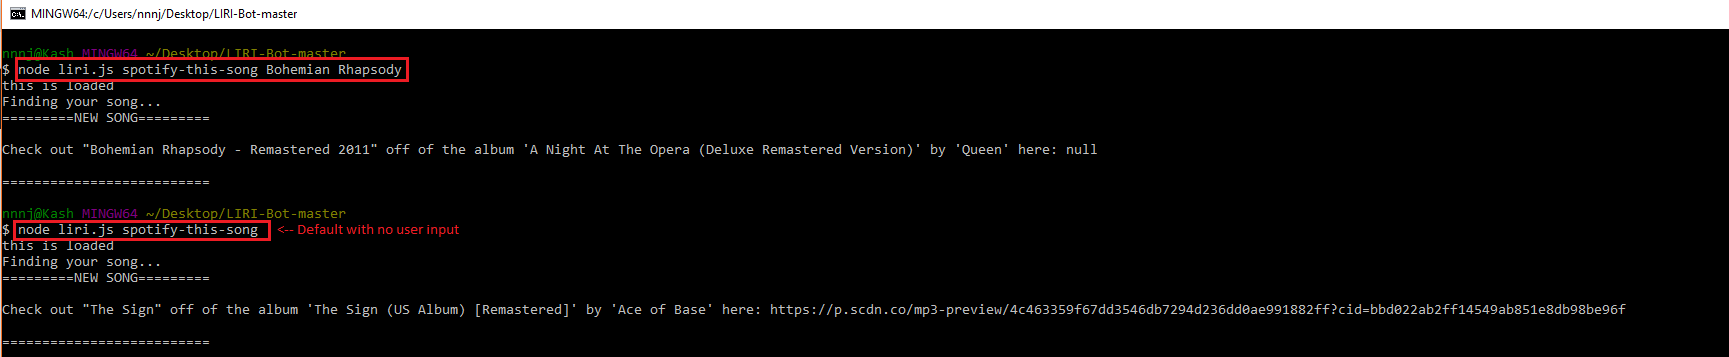 MINGW64:/c/Users/nnnj/Desktop/LIRI-Bot-master
nnnj@Kash MINGW64 ~/Desktop/LIRI-Bot-master
$ node liri.js spotify-this-song Bohemian Rhapsody
this is loaded
Finding your song...
=========NEW SONG=========
Check out "Bohemian Rhapsody - Remastered 2011" off of the album 'A Night At The Opera (Deluxe Remastered Version)' by 'Queen' here: null
==========================
nnnj@Kash MINGW64 ~/Desktop/LIRI-Bot-master
$ node liri.js spotify-this-song <-- Default with no user input
this is loaded
Finding your song...
=========NEW SONG=========
Check out "The Sign" off of the album 'The Sign (US Album) [Remastered]' by 'Ace of Base' here: https://p.scdn.co/mp3-preview/4c463359f67dd3546db7294d236dd0ae991882ff?cid=bbd022ab2ff14549ab851e8db98be96f
==========================